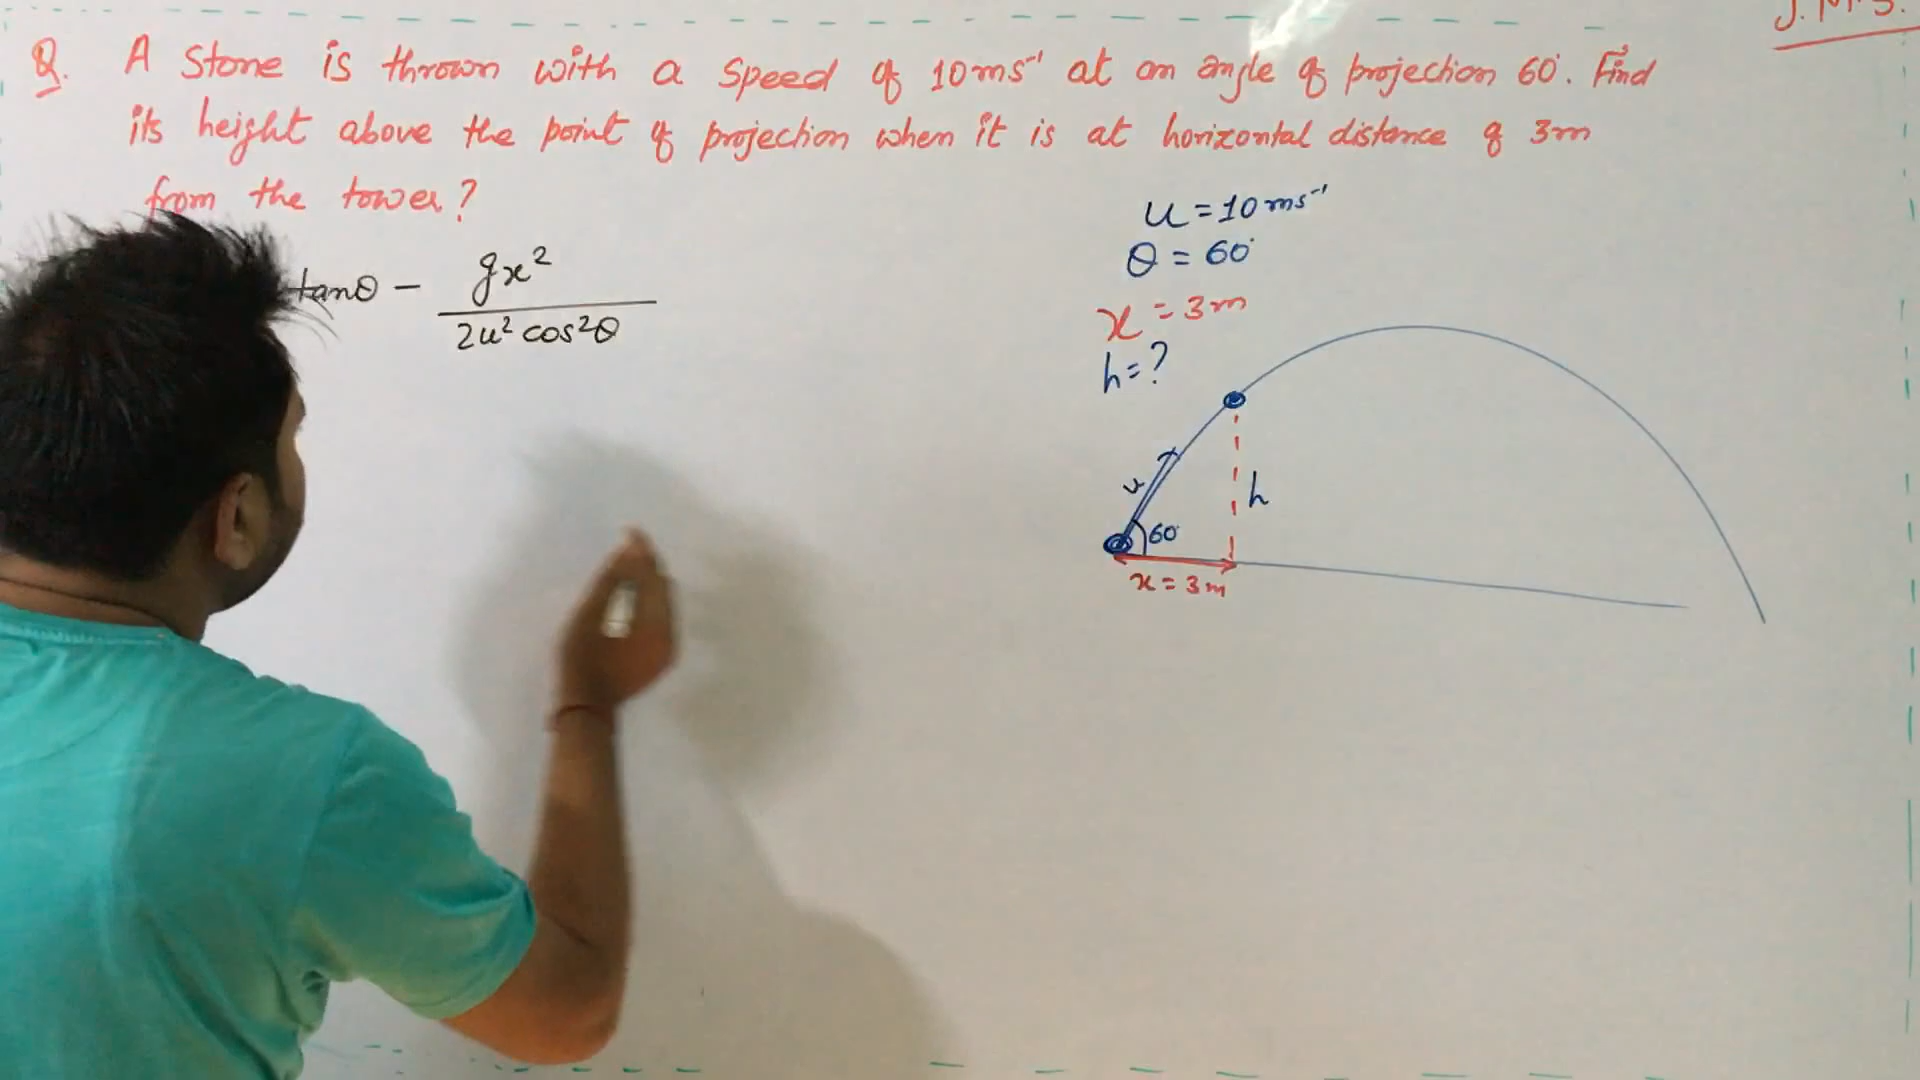 Q. A stone is thrown with a speed of 10ms⁻¹ at an angle of projection 60°. Find
its height above the point of projection when it is at horizontal distance of 3m
from the tower?
u = 10 ms⁻¹
tanθ - gx² / 2u² cos²θ
θ = 60°
x = 3m
h = ?
u
h
60°
x = 3m